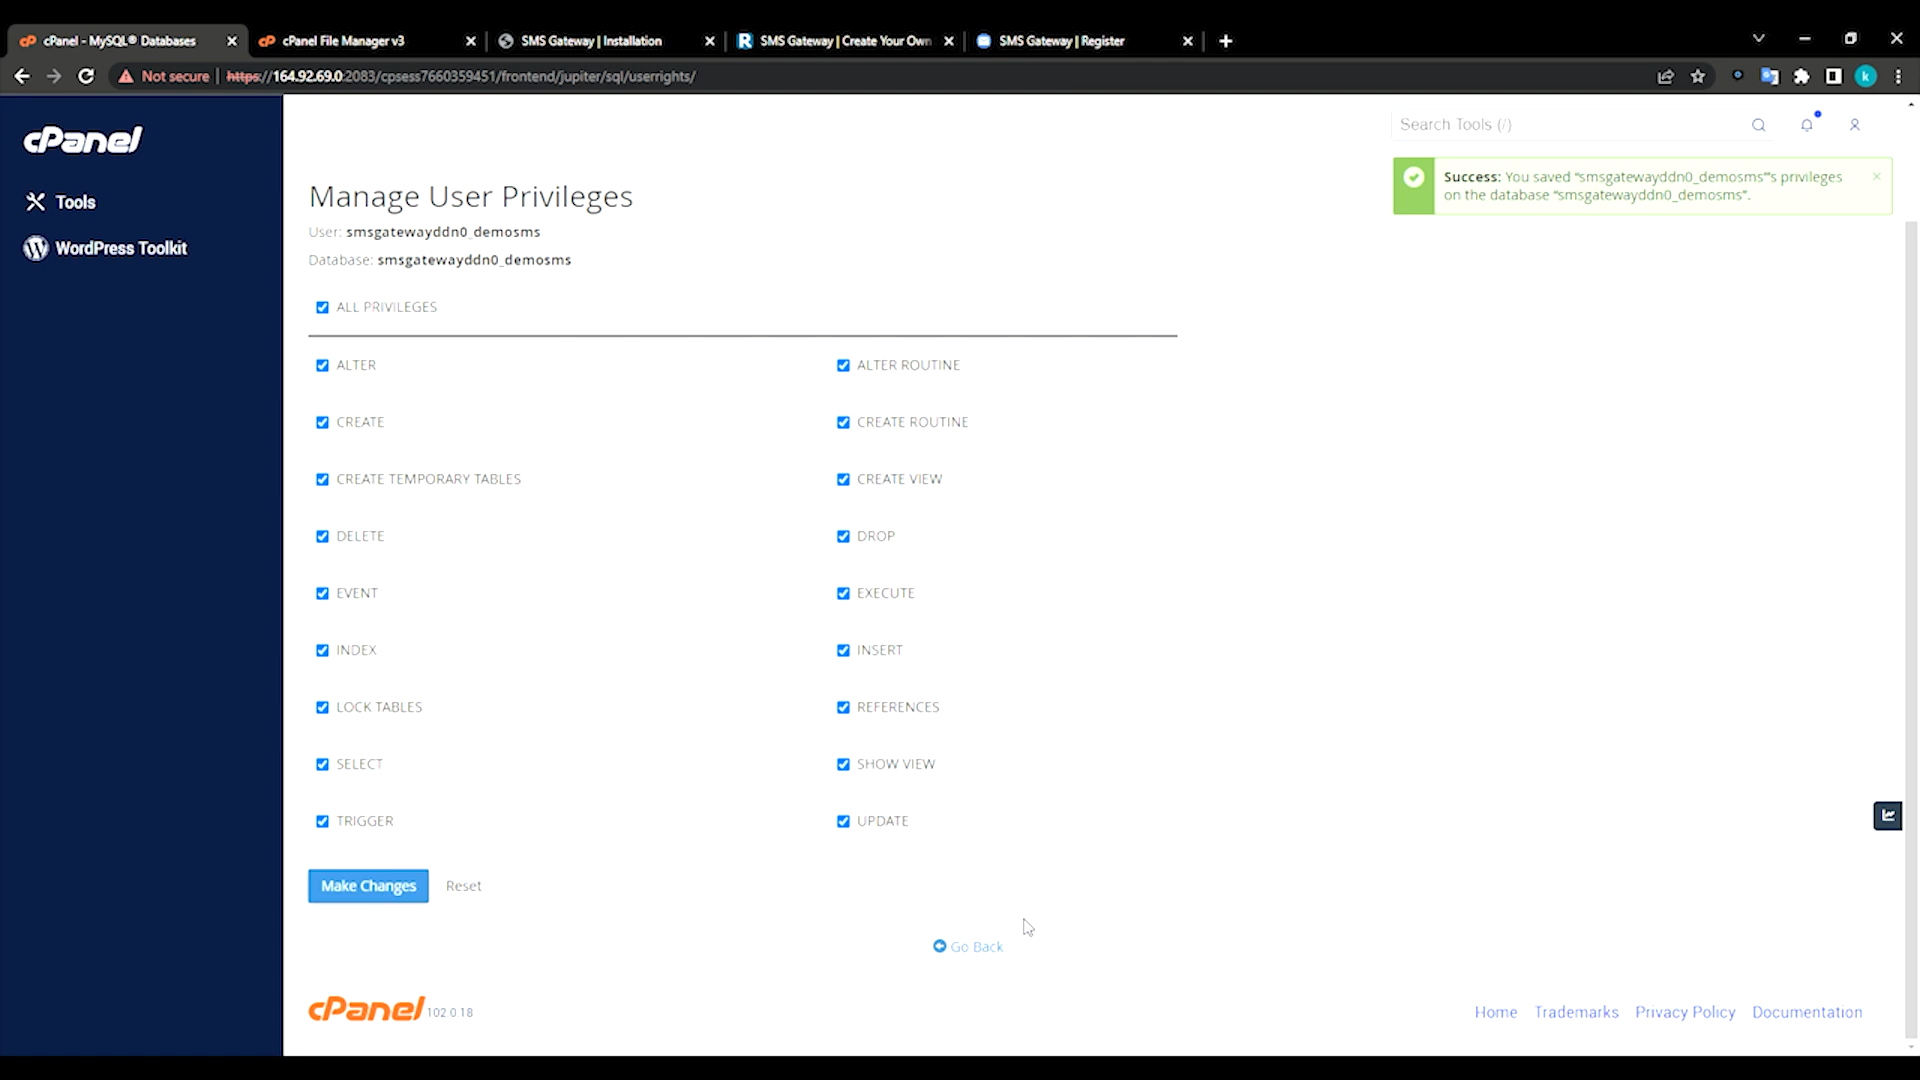 cPanel - MySQL® Databases
cPanel File Manager v3
SMS Gateway | Installation
SMS Gateway | Create Your Own
SMS Gateway | Register
Not secure
https://164.92.69.0:2083/cpsess7660359451/frontend/jupiter/sql/userrights/
k
cPanel
Tools
WordPress Toolkit
Search Tools (/)
Success: You saved “smsgatewayddn0_demosms”’s privileges
on the database “smsgatewayddn0_demosms”.
Manage User Privileges
User: smsgatewayddn0_demosms
Database: smsgatewayddn0_demosms
ALL PRIVILEGES
ALTER
ALTER ROUTINE
CREATE
CREATE ROUTINE
CREATE TEMPORARY TABLES
CREATE VIEW
DELETE
DROP
EVENT
EXECUTE
INDEX
INSERT
LOCK TABLES
REFERENCES
SELECT
SHOW VIEW
TRIGGER
UPDATE
Make Changes
Reset
Go Back
cPanel 102.0.18
Home
Trademarks
Privacy Policy
Documentation